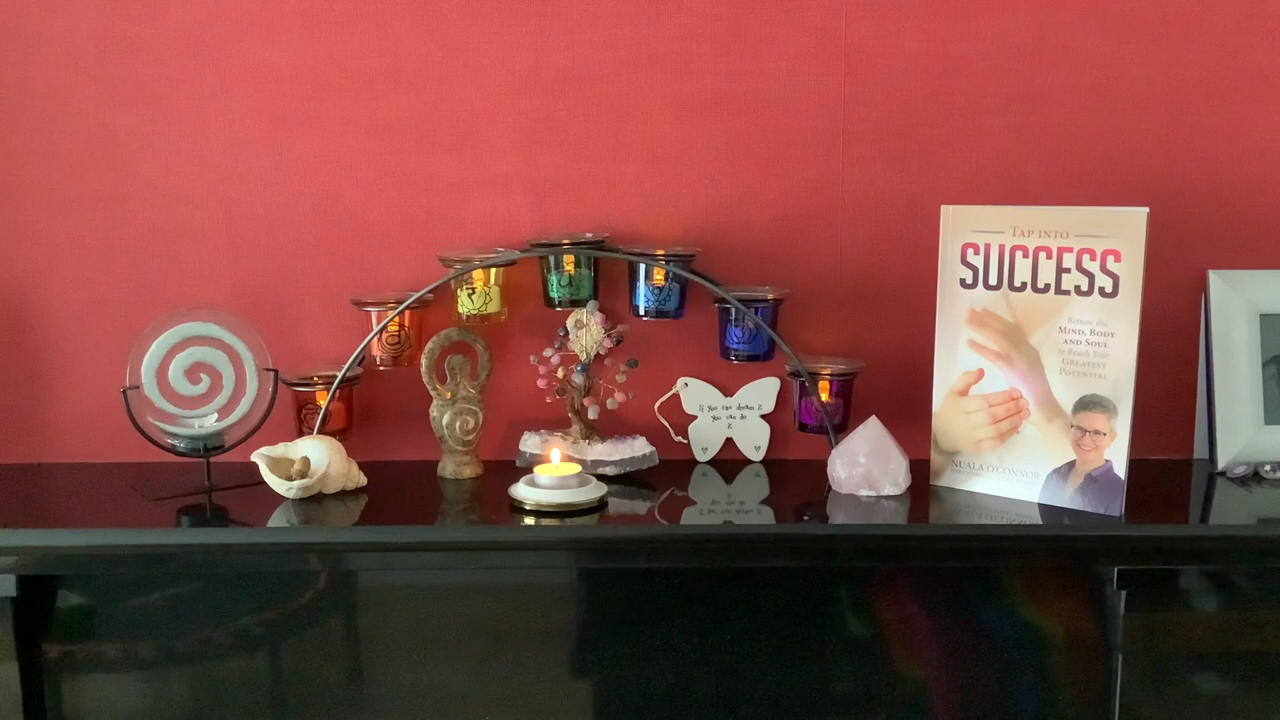 If you can dream it
you can do
it
TAP INTO
SUCCESS
Retune the
MIND, BODY
AND SOUL
to Reach Your
GREATEST
POTENTIAL
NUALA O'CONNOR